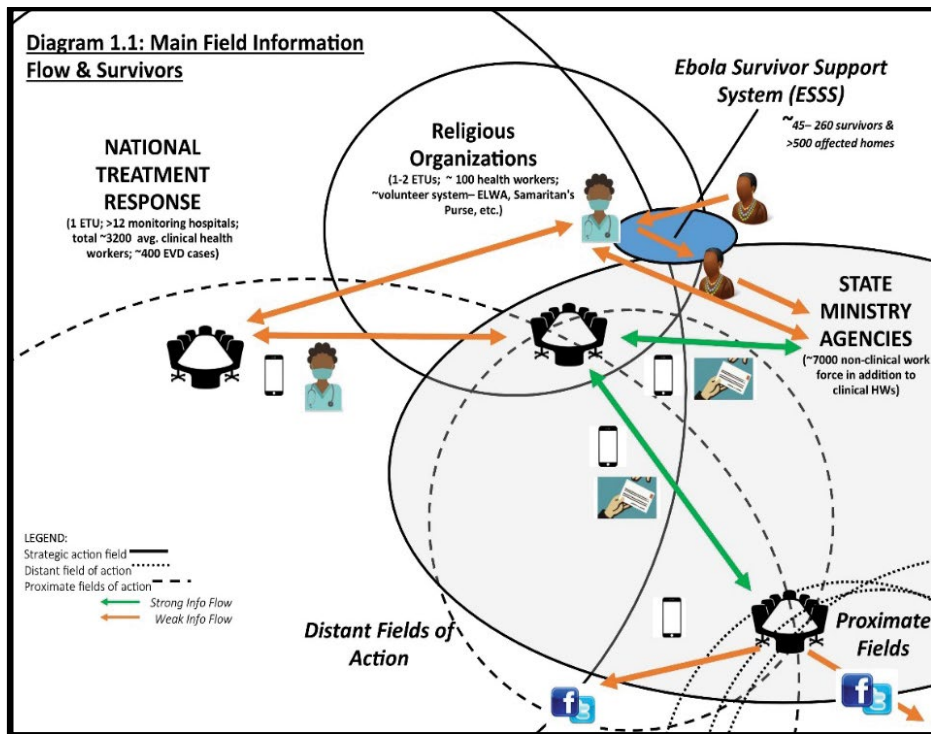 Diagram 1.1: Main Field Information
Flow & Survivors
Ebola Survivor Support
System (ESSS)
~45– 260 survivors &
>500 affected homes
NATIONAL
TREATMENT
RESPONSE
(1 ETU; >12 monitoring hospitals;
total ~3200 avg. clinical health
workers; ~400 EVD cases)
Religious
Organizations
(1-2 ETUs; ~ 100 health workers;
~volunteer system– ELWA, Samaritan's
Purse, etc.)
STATE
MINISTRY
AGENCIES
(~7000 non-clinical work
force in addition to
clinical HWs)
LEGEND:
Strategic action field
Distant field of action
Proximate fields of action
Strong Info Flow
Weak Info Flow
Distant Fields of
Action
Proximate
Fields
f
t
f
t